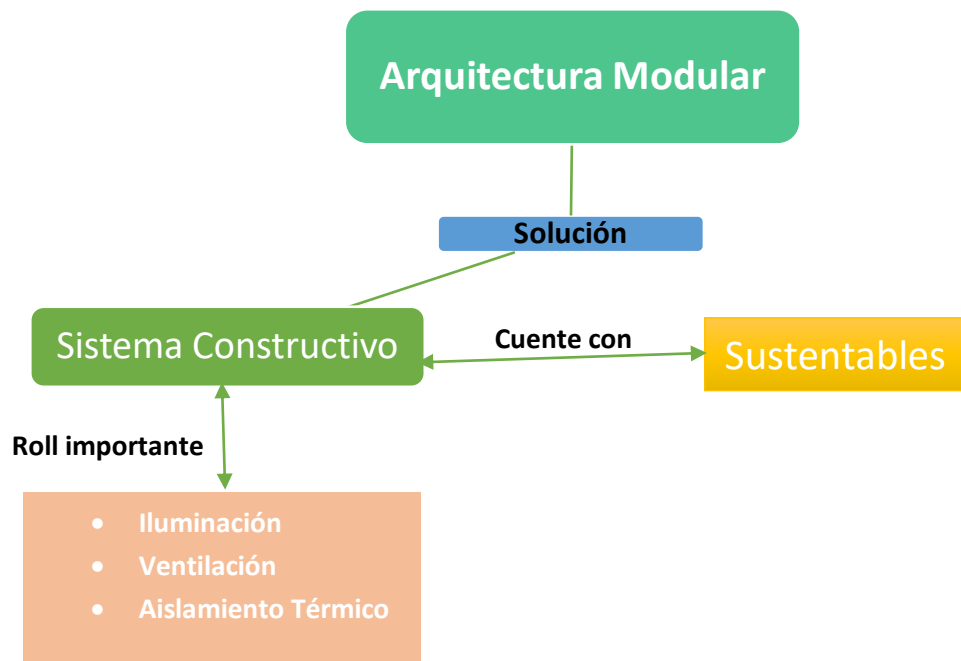 Arquitectura Modular
Solución
Sistema Constructivo
Cuente con
Sustentables
Roll importante
• Iluminación
• Ventilación
• Aislamiento Térmico